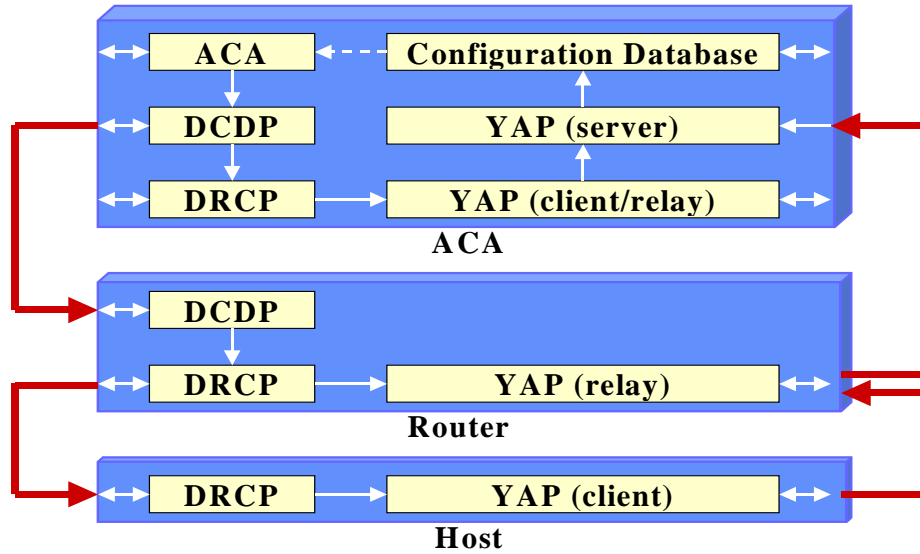 ACA
Configuration Database
DCDP
YAP (server)
DRCP
YAP (client/relay)
ACA
DCDP
DRCP
YAP (relay)
Router
DRCP
YAP (client)
Host